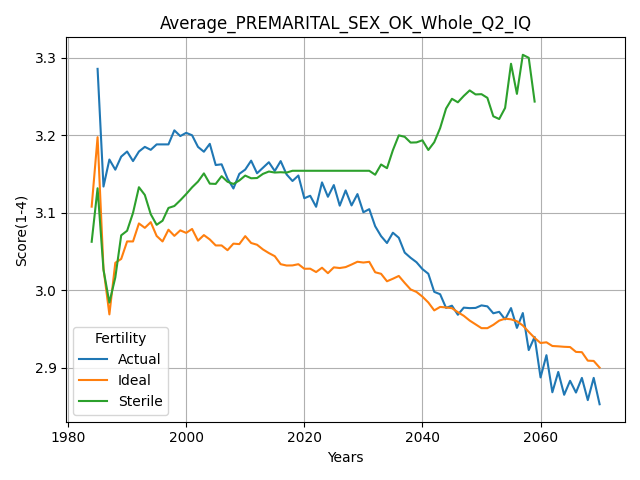 Average_PREMARITAL_SEX_OK_Whole_Q2_IQ
Score(1-4)
3.3
3.2
3.1
3.0
2.9
Fertility
Actual
Ideal
Sterile
1980
2000
2020
2040
2060
Years